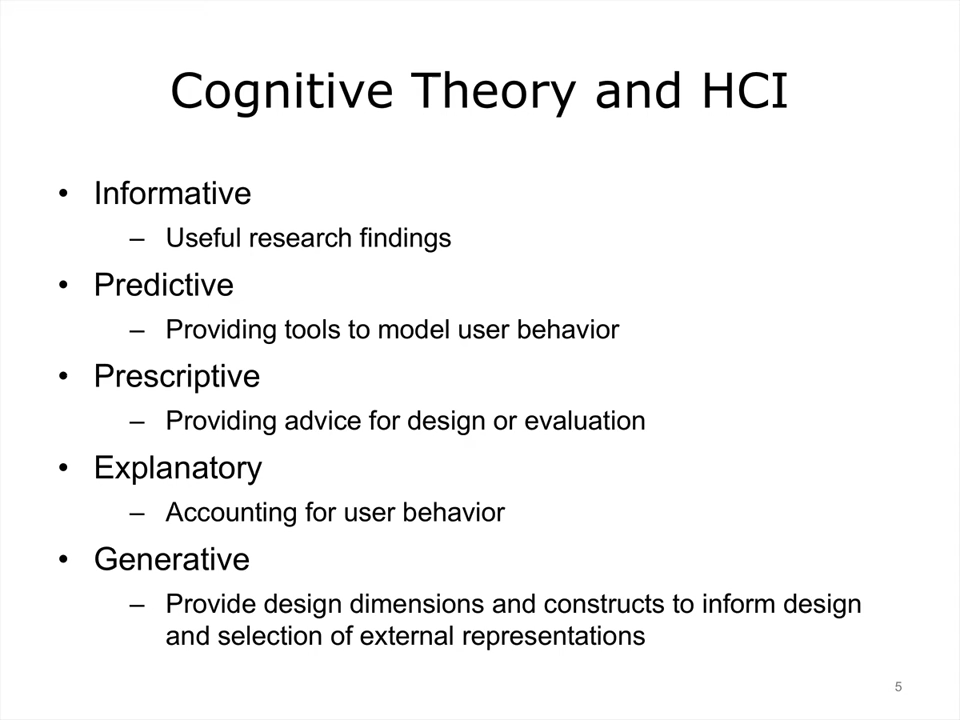 Cognitive Theory and HCI
• Informative
– Useful research findings
• Predictive
– Providing tools to model user behavior
• Prescriptive
– Providing advice for design or evaluation
• Explanatory
– Accounting for user behavior
• Generative
– Provide design dimensions and constructs to inform design
and selection of external representations
5